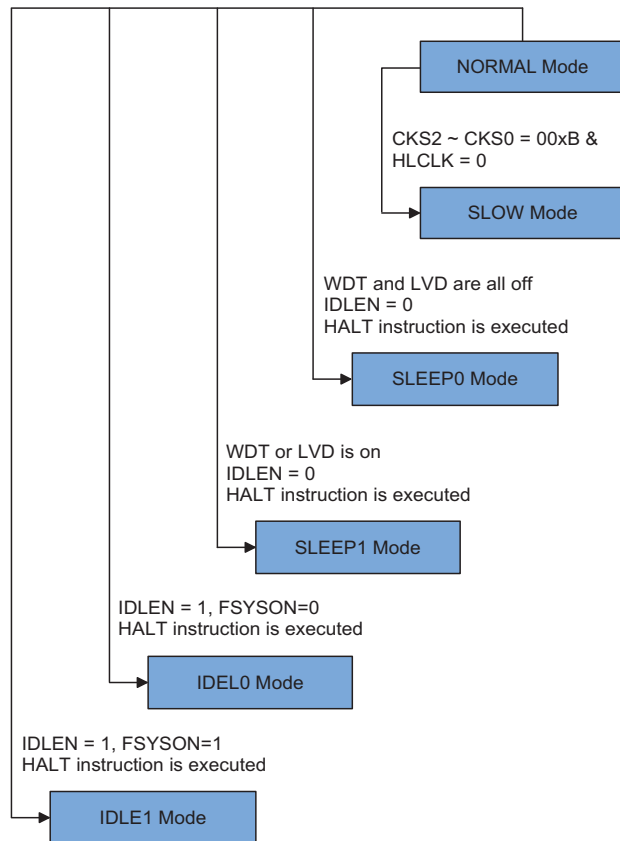 NORMAL Mode
CKS2 ~ CKS0 = 00xB &
HLCLK = 0
SLOW Mode
WDT and LVD are all off
IDLEN = 0
HALT instruction is executed
SLEEP0 Mode
WDT or LVD is on
IDLEN = 0
HALT instruction is executed
SLEEP1 Mode
IDLEN = 1, FSYSON=0
HALT instruction is executed
IDEL0 Mode
IDLEN = 1, FSYSON=1
HALT instruction is executed
IDLE1 Mode